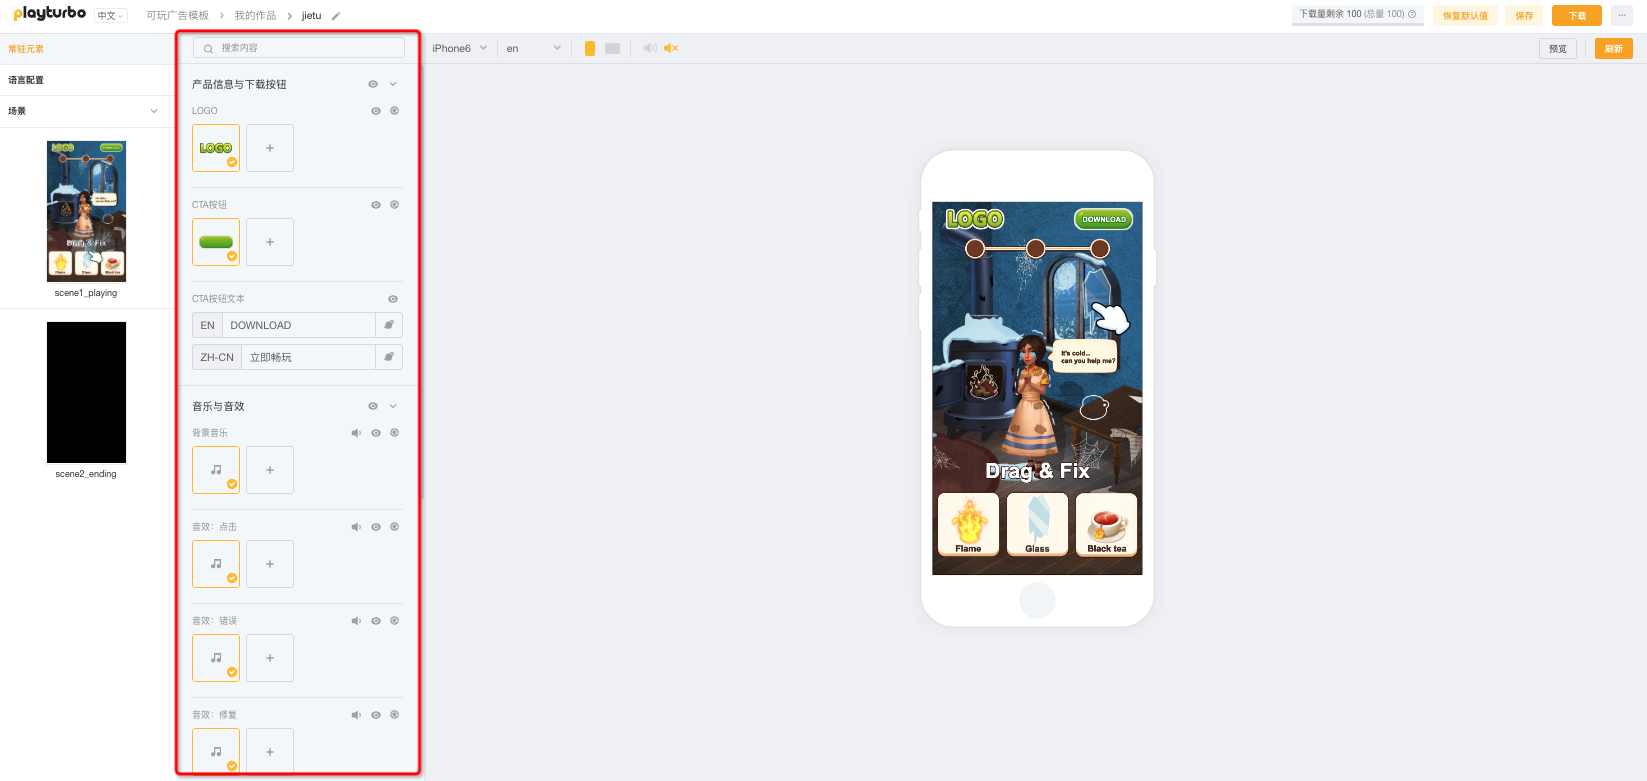 playturbo
中文
可玩广告模板
我的作品
jietu
下载量剩余 100 (总量 100)
恢复默认值
保存
下载
常驻元素
语言配置
场景
scene1_playing
scene2_ending
搜索内容
产品信息与下载按钮
LOGO
LOGO
CTA按钮
CTA按钮文本
EN DOWNLOAD
ZH-CN 立即畅玩
音乐与音效
背景音乐
音效：点击
音效：错误
音效：修复
iPhone6
en
预览
刷新
LOGO
DOWNLOAD
It's cold...
can you help me?
Drag & Fix
Flame
Glass
Black tea
LOGO
Drag & Fix
Flame
Black tea